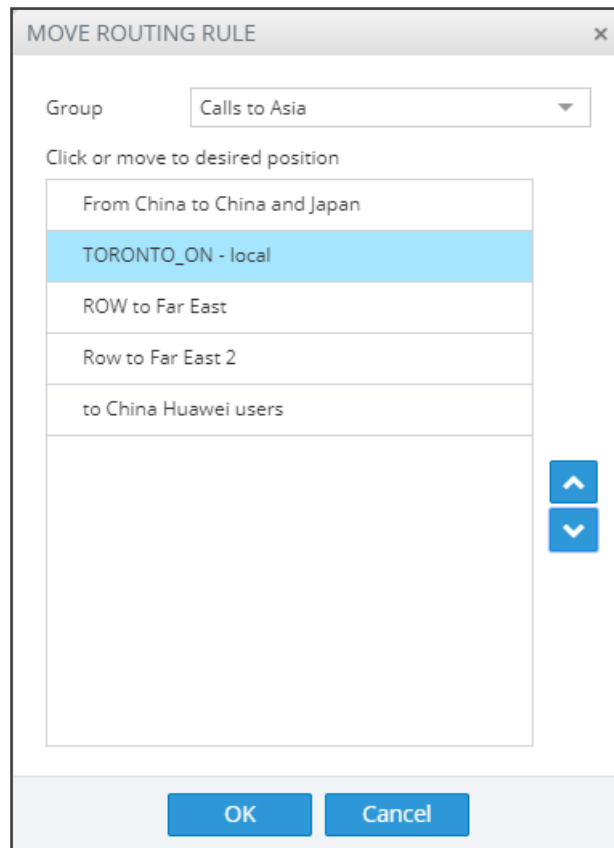 MOVE ROUTING RULE
Group
Calls to Asia
Click or move to desired position
From China to China and Japan
TORONTO_ON - local
ROW to Far East
Row to Far East 2
to China Huawei users
OK
Cancel